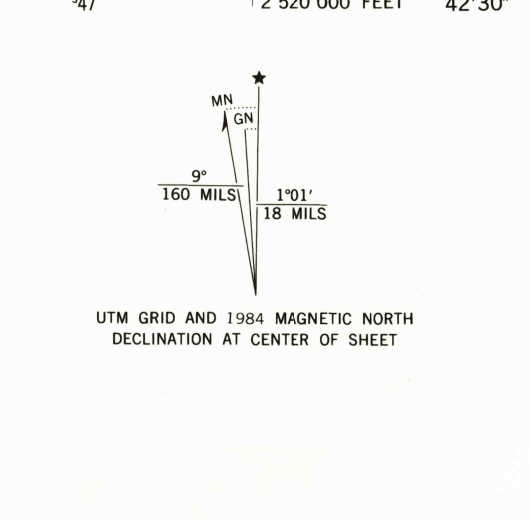 ³47 2 520 000 FEET 42'30"
★
MN
GN
9°
160 MILS
1°01'
18 MILS
UTM GRID AND 1984 MAGNETIC NORTH
DECLINATION AT CENTER OF SHEET